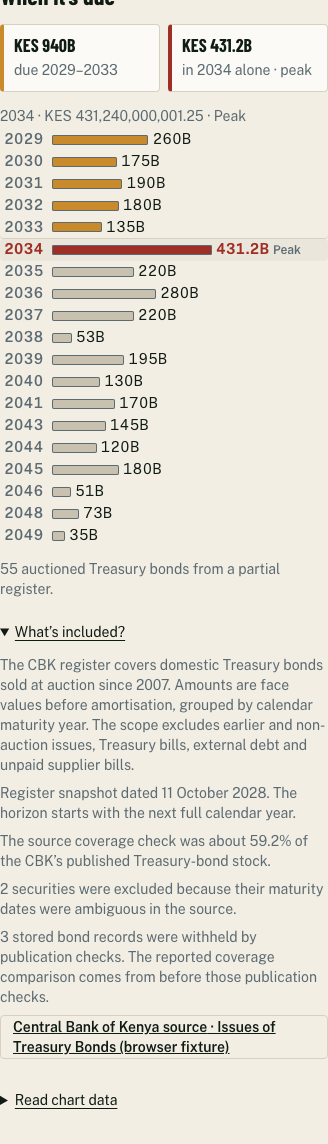 when it's due
KES 940B
due 2029–2033
KES 431.2B
in 2034 alone · peak
2034 · KES 431,240,000,001.25 · Peak
2029 260B
2030 175B
2031 190B
2032 180B
2033 135B
2034 431.2B Peak
2035 220B
2036 280B
2037 220B
2038 53B
2039 195B
2040 130B
2041 170B
2043 145B
2044 120B
2045 180B
2046 51B
2048 73B
2049 35B
55 auctioned Treasury bonds from a partial
register.
▼ What's included?
The CBK register covers domestic Treasury bonds
sold at auction since 2007. Amounts are face
values before amortisation, grouped by calendar
maturity year. The scope excludes earlier and non-
auction issues, Treasury bills, external debt and
unpaid supplier bills.
Register snapshot dated 11 October 2028. The
horizon starts with the next full calendar year.
The source coverage check was about 59.2% of
the CBK's published Treasury-bond stock.
2 securities were excluded because their maturity
dates were ambiguous in the source.
3 stored bond records were withheld by
publication checks. The reported coverage
comparison comes from before those publication
checks.
Central Bank of Kenya source · Issues of
Treasury Bonds (browser fixture)
▶ Read chart data